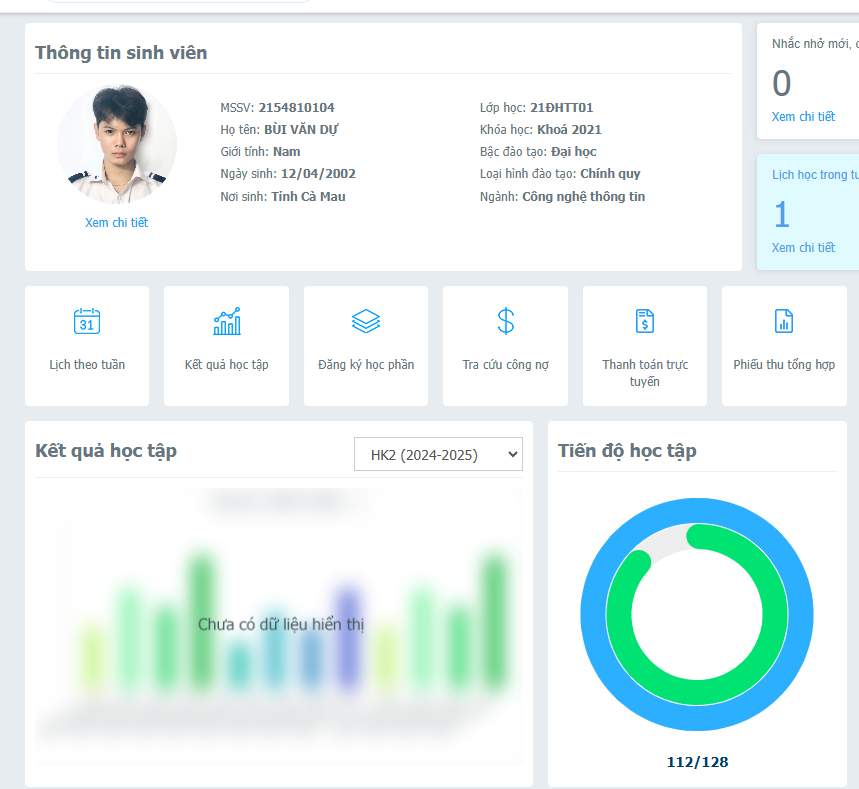 Thông tin sinh viên
MSSV: 2154810104
Họ tên: BÙI VĂN DỰ
Giới tính: Nam
Ngày sinh: 12/04/2002
Nơi sinh: Tỉnh Cà Mau
Xem chi tiết
Lớp học: 21ĐHTT01
Khóa học: Khoá 2021
Bậc đào tạo: Đại học
Loại hình đào tạo: Chính quy
Ngành: Công nghệ thông tin
Nhắc nhở mới,
0
Xem chi tiết
Lịch học trong
1
Xem chi tiết
31
Lịch theo tuần
Kết quả học tập
Đăng ký học phần
Tra cứu công nợ
Thanh toán trực
tuyến
Phiếu thu tổng hợp
Kết quả học tập
HK2 (2024-2025)
Chưa có dữ liệu hiển thị
Tiến độ học tập
112/128